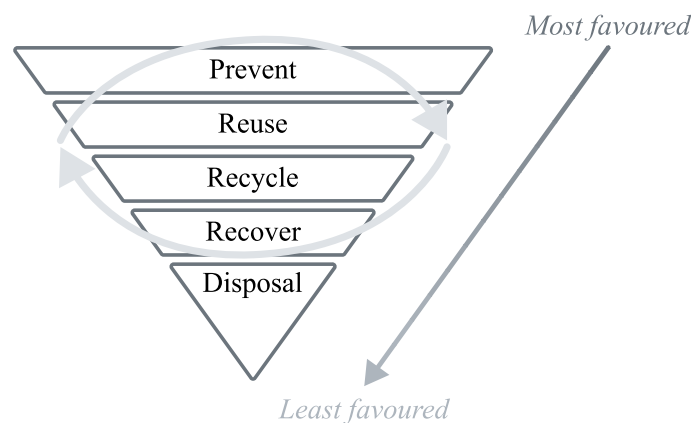 Most favoured
Prevent
Reuse
Recycle
Recover
Disposal
Least favoured